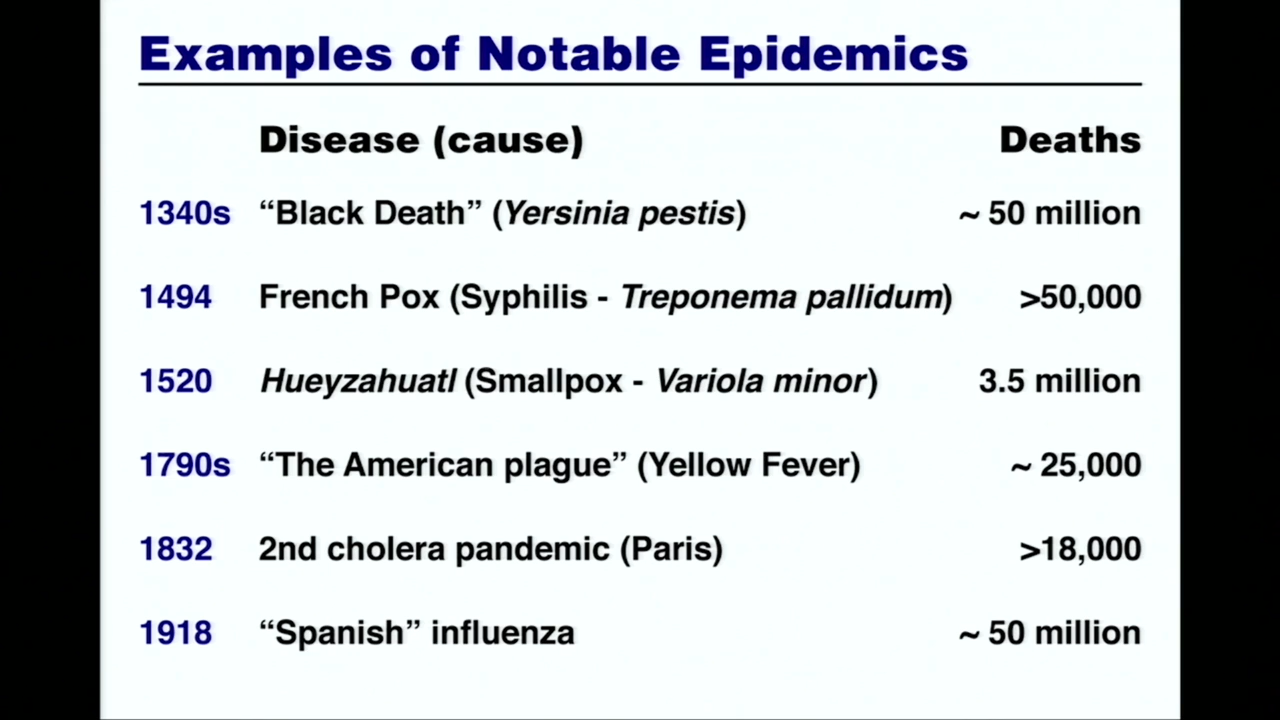 Examples of Notable Epidemics
Disease (cause) Deaths
1340s “Black Death” (Yersinia pestis) ~ 50 million
1494 French Pox (Syphilis - Treponema pallidum) >50,000
1520 Hueyzahuatl (Smallpox - Variola minor) 3.5 million
1790s “The American plague” (Yellow Fever) ~ 25,000
1832 2nd cholera pandemic (Paris) >18,000
1918 “Spanish” influenza ~ 50 million